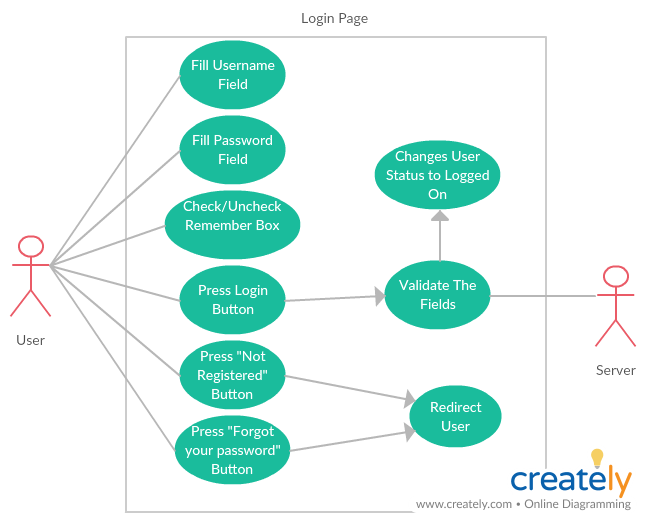 Login Page
Fill Username
Field
Fill Password
Field
Check/Uncheck
Remember Box
Changes User
Status to Logged
On
Press Login
Button
Validate The
Fields
User
Server
Press "Not
Registered"
Button
Redirect
User
Press "Forgot
your password"
Button
creately
www.creately.com • Online Diagramming